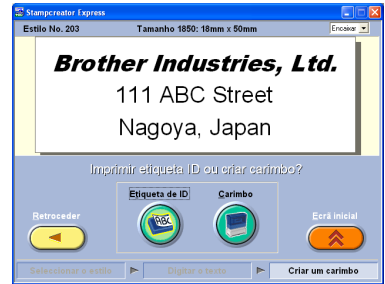 Stampcreator Express
Estilo No. 203 Tamanho 1850: 18mm x 50mm Encaixar
Brother Industries, Ltd.
111 ABC Street
Nagoya, Japan
Imprimir etiqueta ID ou criar carimbo?
Etiqueta de ID Carimbo
ABC
Retroceder Ecrã inicial
Seleccionar o estilo Digitar o texto Criar um carimbo